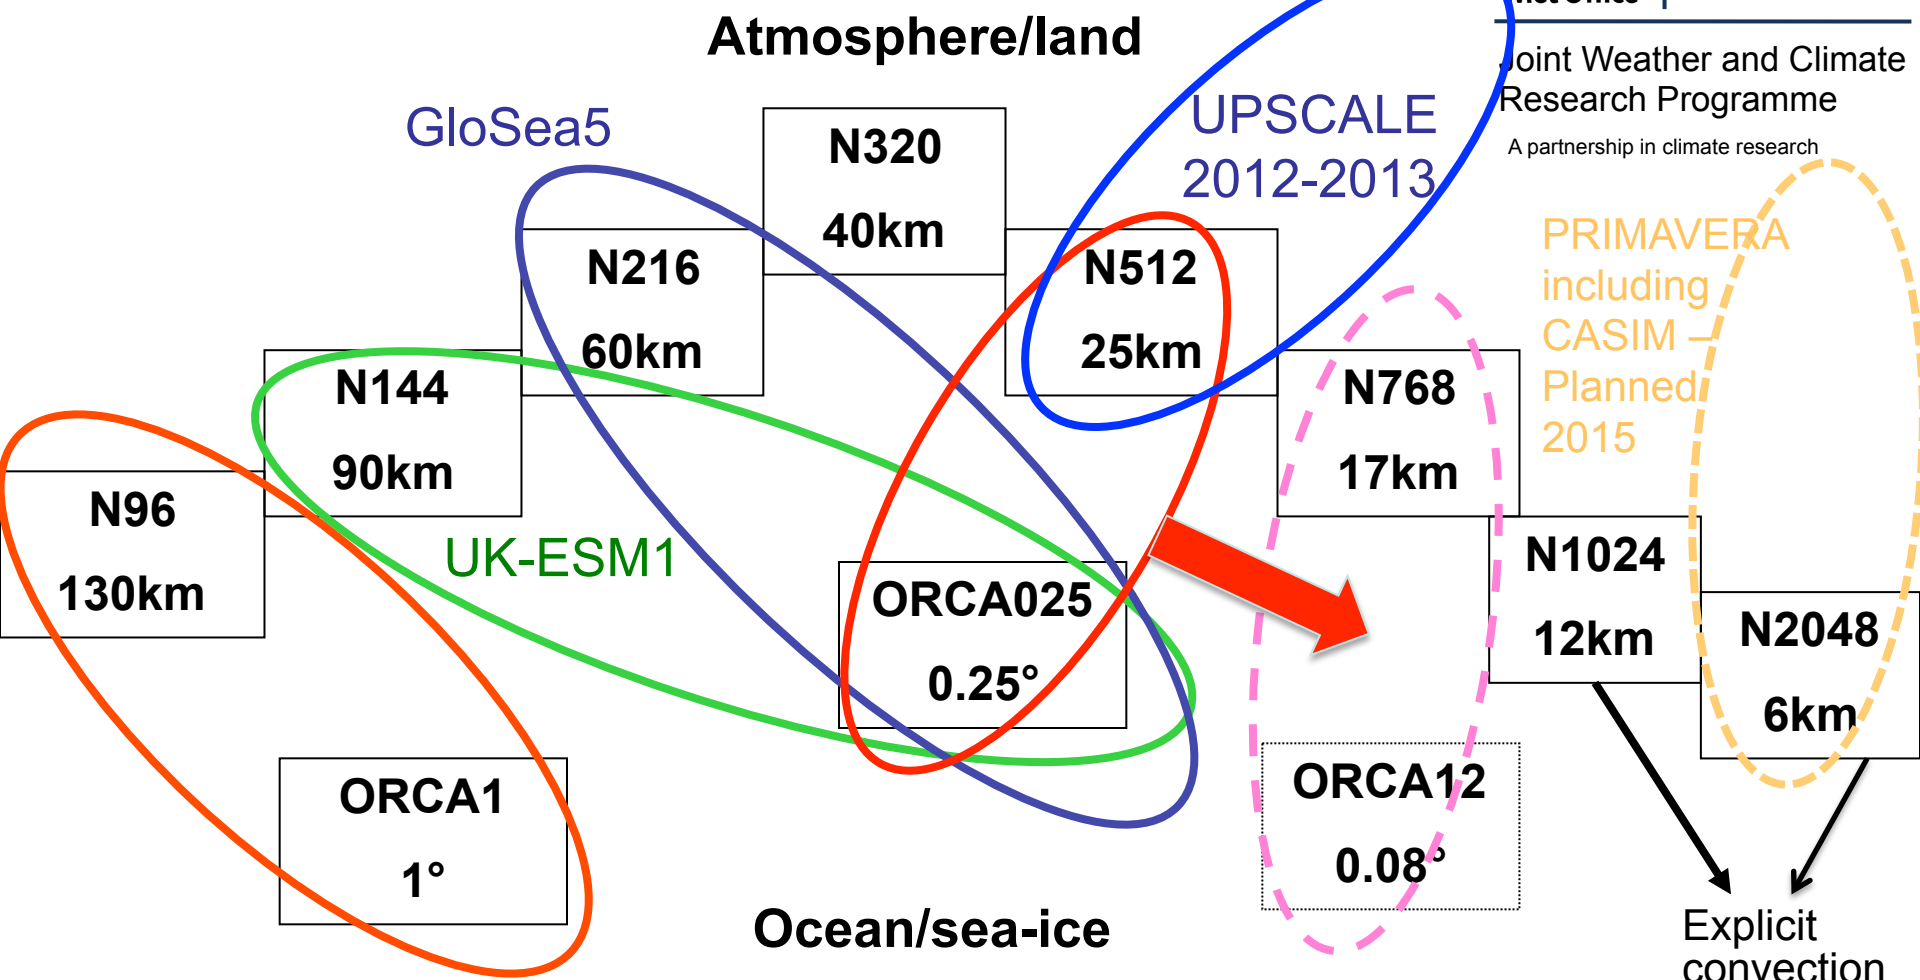 Atmosphere/land
Joint Weather and Climate
Research Programme
A partnership in climate research
GloSea5
UPSCALE
2012-2013
N320
40km
N216
60km
N512
25km
PRIMAVERA
including
CASIM –
Planned
2015
N144
90km
N768
17km
N96
130km
UK-ESM1
N1024
12km
ORCA025
0.25°
N2048
6km
ORCA1
1°
ORCA12
0.08°
Ocean/sea-ice
Explicit
convection